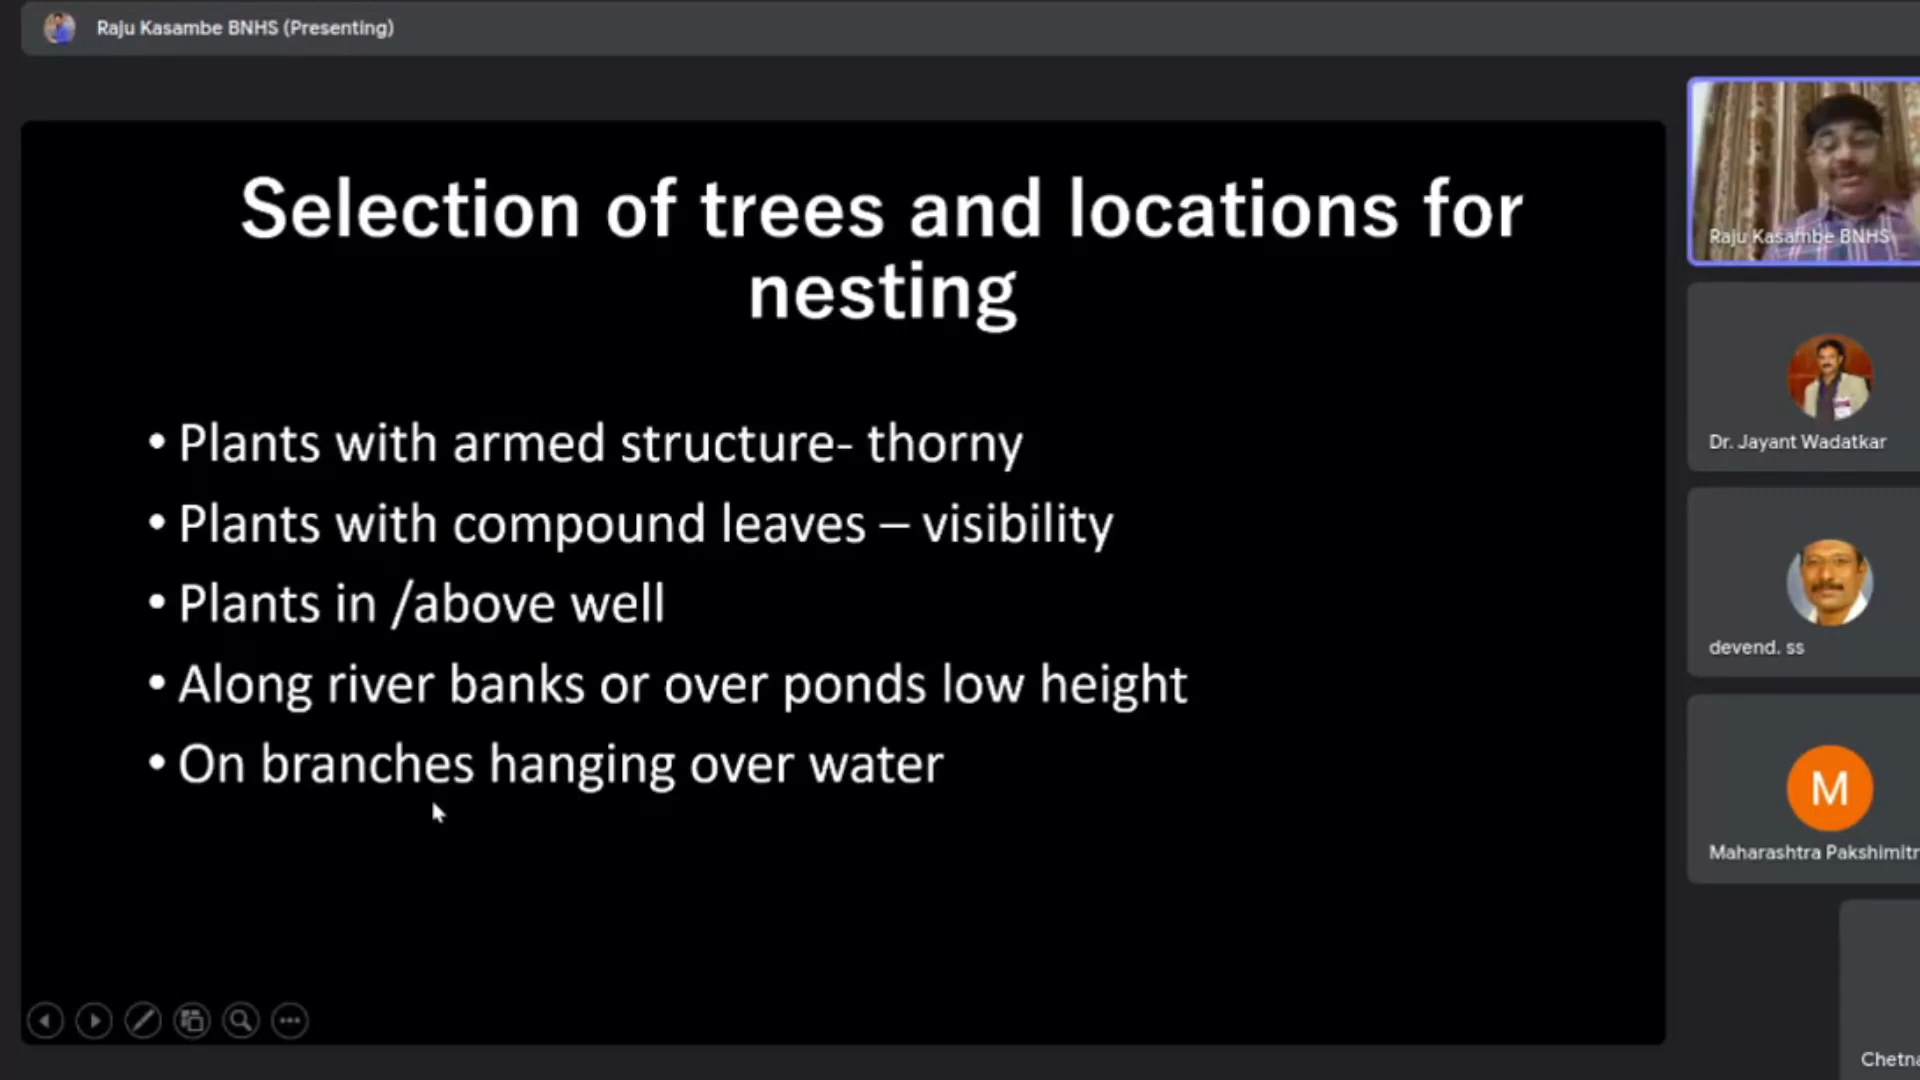 Raju Kasambe BNHS (Presenting)
Selection of trees and locations for
nesting
• Plants with armed structure- thorny
• Plants with compound leaves – visibility
• Plants in /above well
• Along river banks or over ponds low height
• On branches hanging over water
Raju Kasambe BNHS
Dr. Jayant Wadatkar
devend. ss
M
Maharashtra Pakshimitr
Chetna